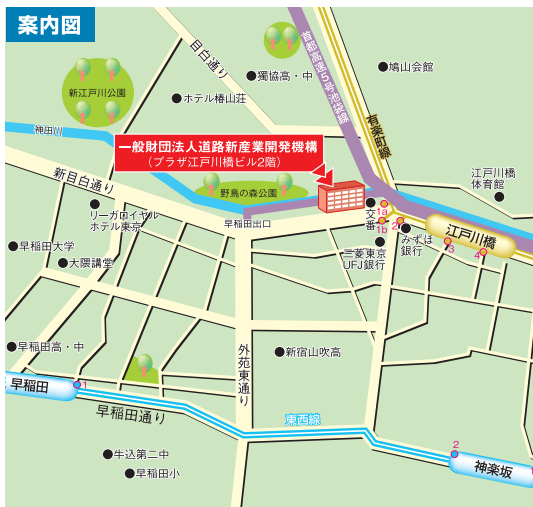 案内図
目白通り
首都高速5号池袋線
獨協高・中
鳩山会館
新江戸川公園
ホテル椿山荘
有楽町線
神田川
一般財団法人道路新産業開発機構
(プラザ江戸川橋ビル2階)
新目白通り
野鳥の森公園
江戸川橋
体育館
リーガロイヤル
ホテル東京
早稲田出口
交番
1a
1b
2
みずほ
銀行
江戸川橋
3
4
早稲田大学
大隈講堂
三菱東京
UFJ銀行
早稲田高・中
外苑東通り
新宿山吹高
早稲田
1
早稲田通り
東西線
牛込第二中
早稲田小
2
神楽坂